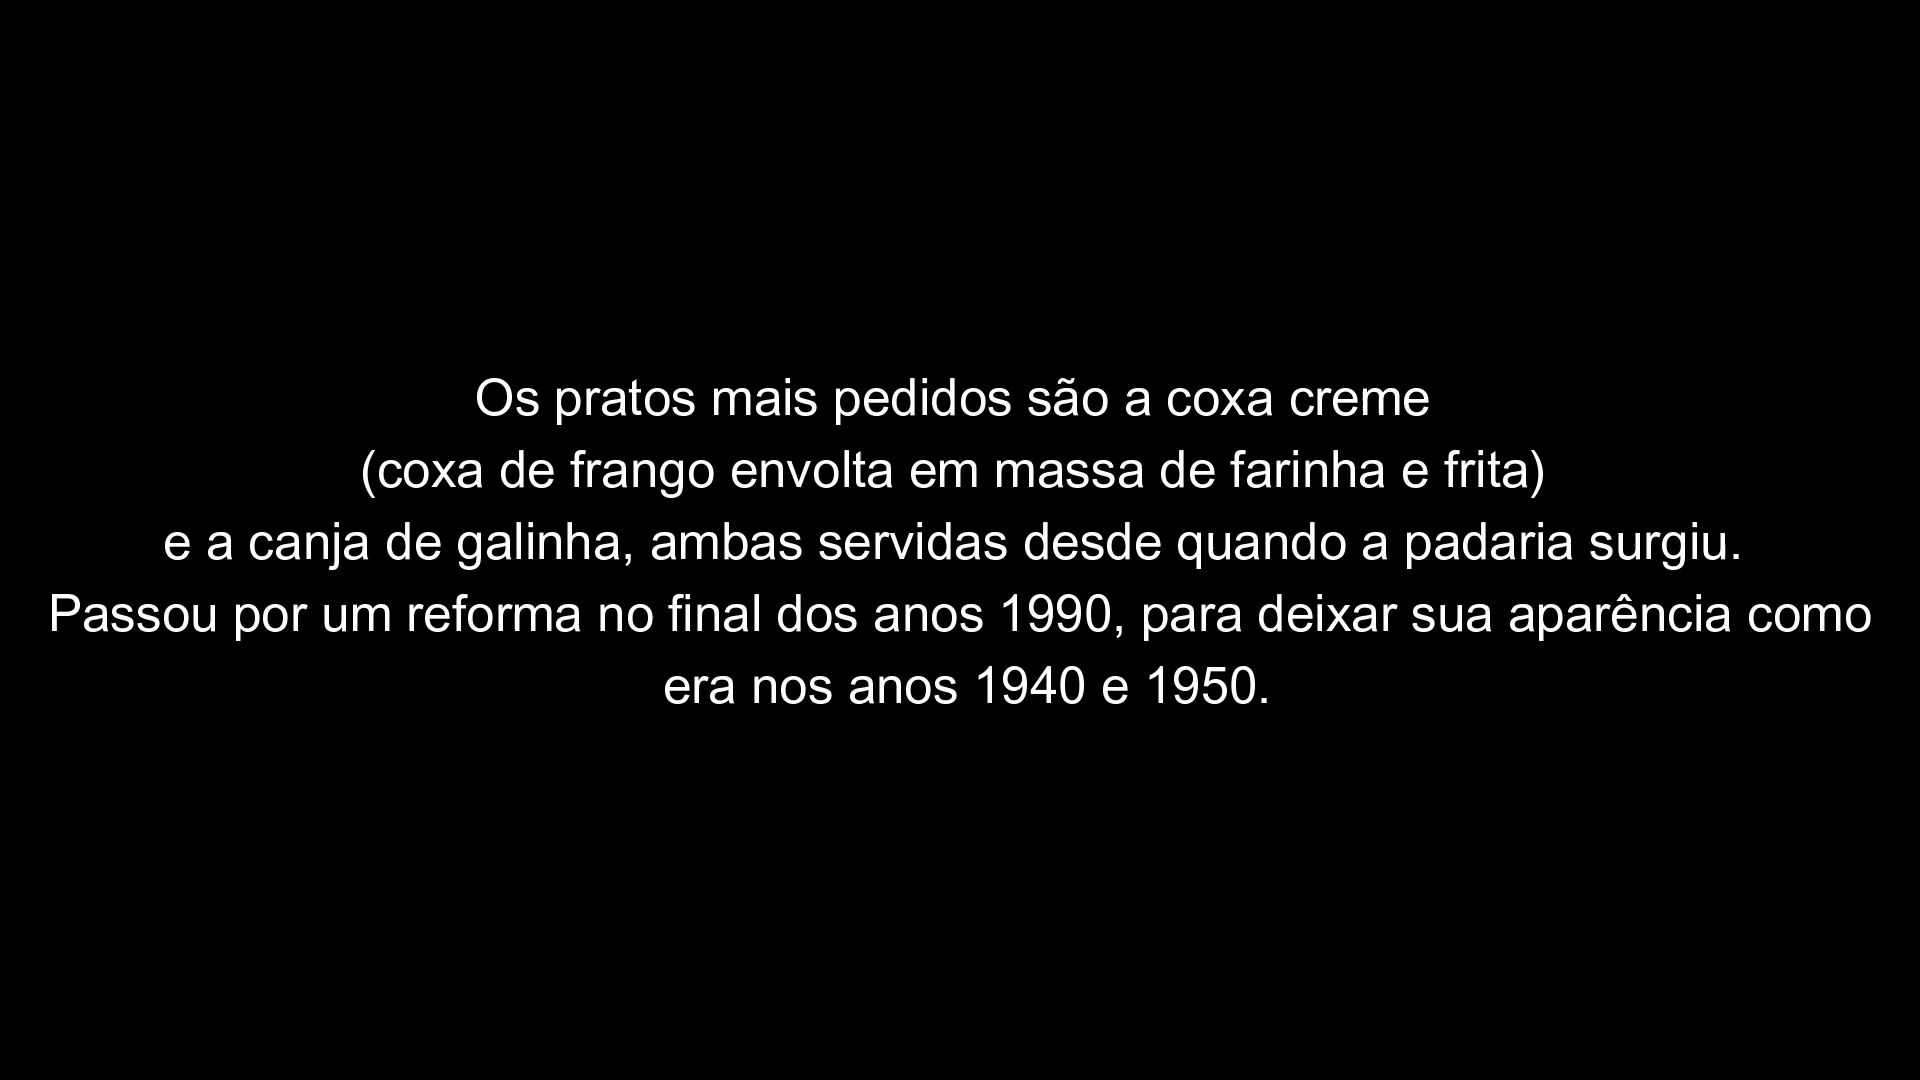 Os pratos mais pedidos são a coxa creme
(coxa de frango envolta em massa de farinha e frita)
e a canja de galinha, ambas servidas desde quando a padaria surgiu.
Passou por um reforma no final dos anos 1990, para deixar sua aparência como
era nos anos 1940 e 1950.